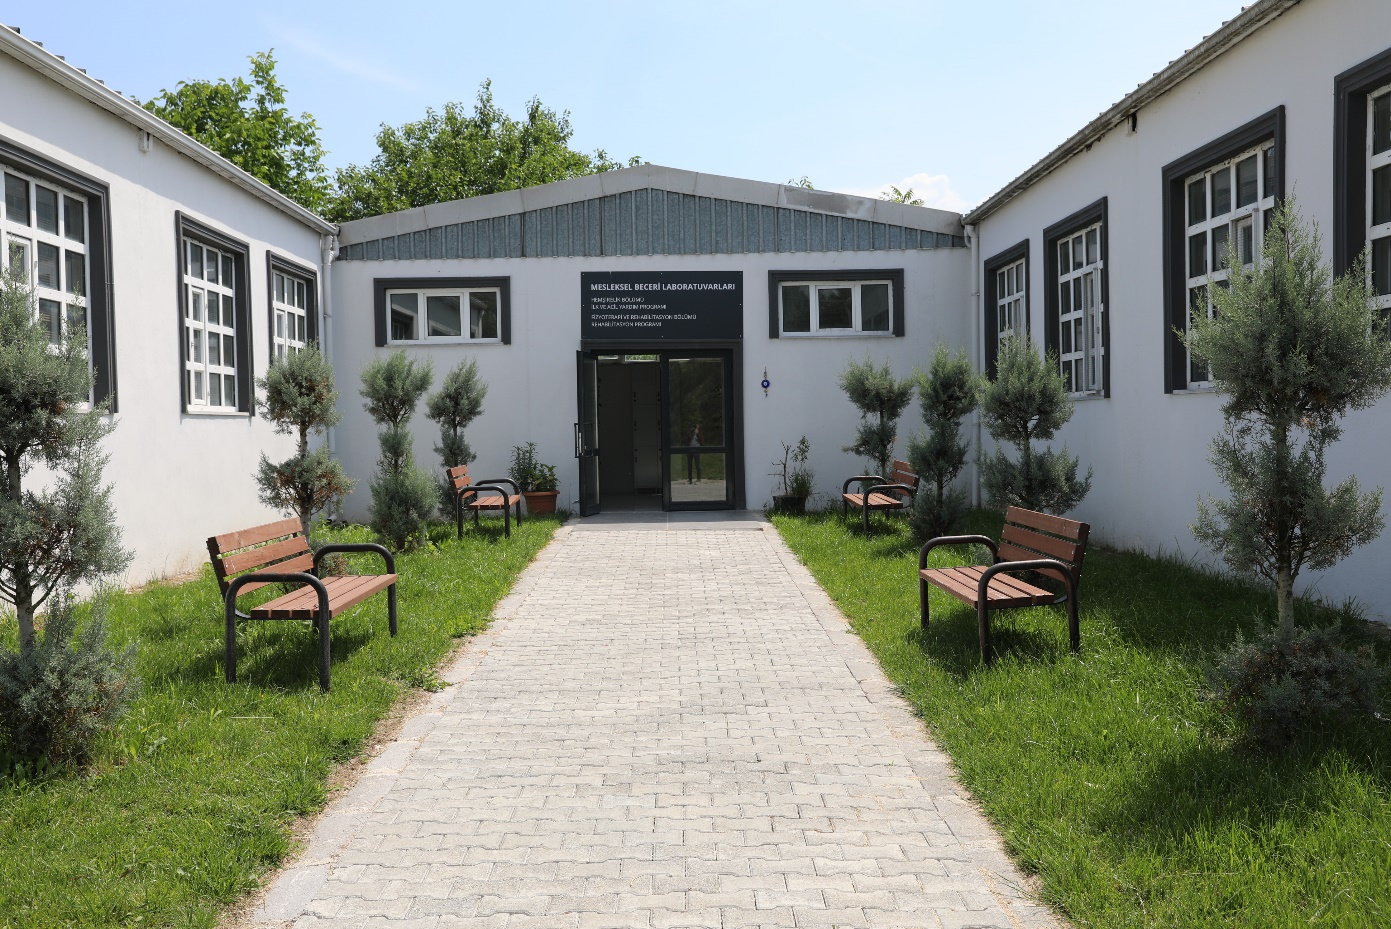 MESLEKSEL BECERİ LABORATUVARLARI
HEMŞİRELİK BÖLÜMÜ
İLK VE ACİL YARDIM PROGRAMI
FİZYOTERAPİ VE REHABİLİTASYON BÖLÜMÜ
REHABİLİTASYON PROGRAMI